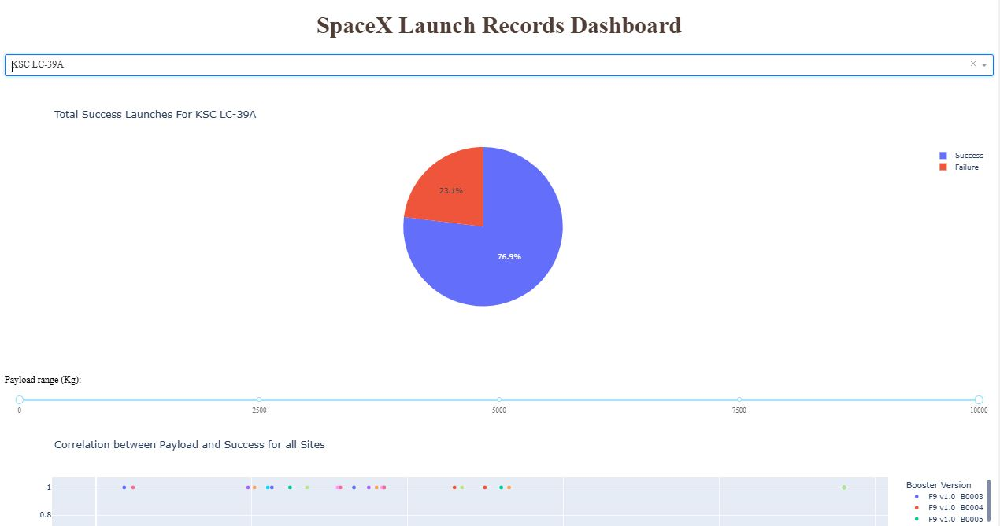 SpaceX Launch Records Dashboard
KSC LC-39A
×
Total Success Launches For KSC LC-39A
Success
Failure
23.1%
76.9%
Payload range (Kg):
0 2500 5000 7500 10000
Correlation between Payload and Success for all Sites
1
0.8
Booster Version
F9 v1.0 B0003
F9 v1.0 B0004
F9 v1.0 B0005